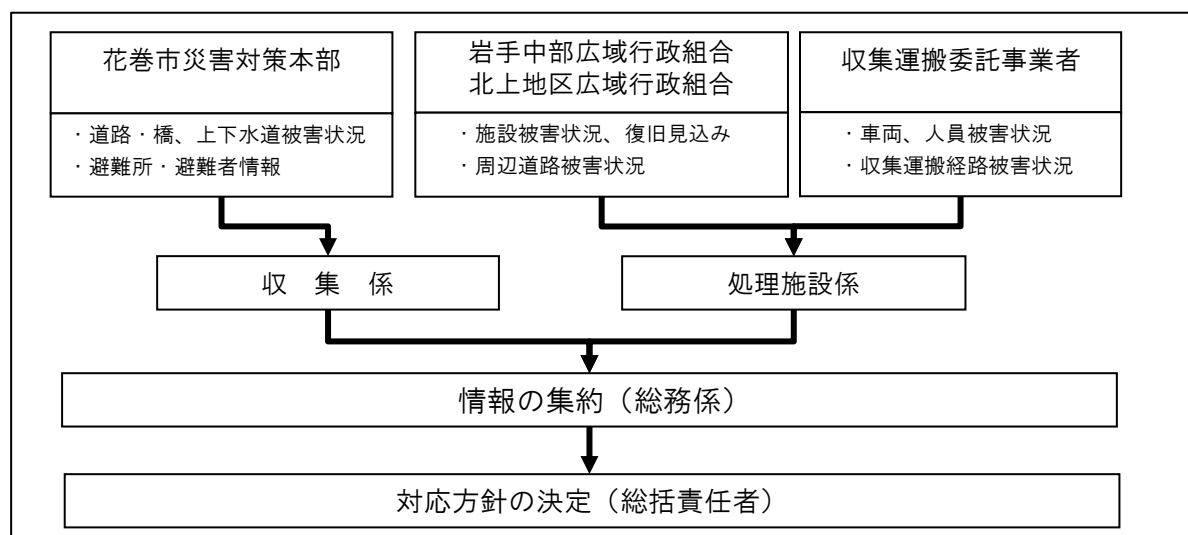 花巻市災害対策本部
・道路・橋、上下水道被害状況
・避難所・避難者情報
岩手中部広域行政組合
北上地区広域行政組合
・施設被害状況、復旧見込み
・周辺道路被害状況
収集運搬委託事業者
・車両、人員被害状況
・収集運搬経路被害状況
収　集　係
処理施設係
情報の集約（総務係）
対応方針の決定（総括責任者）